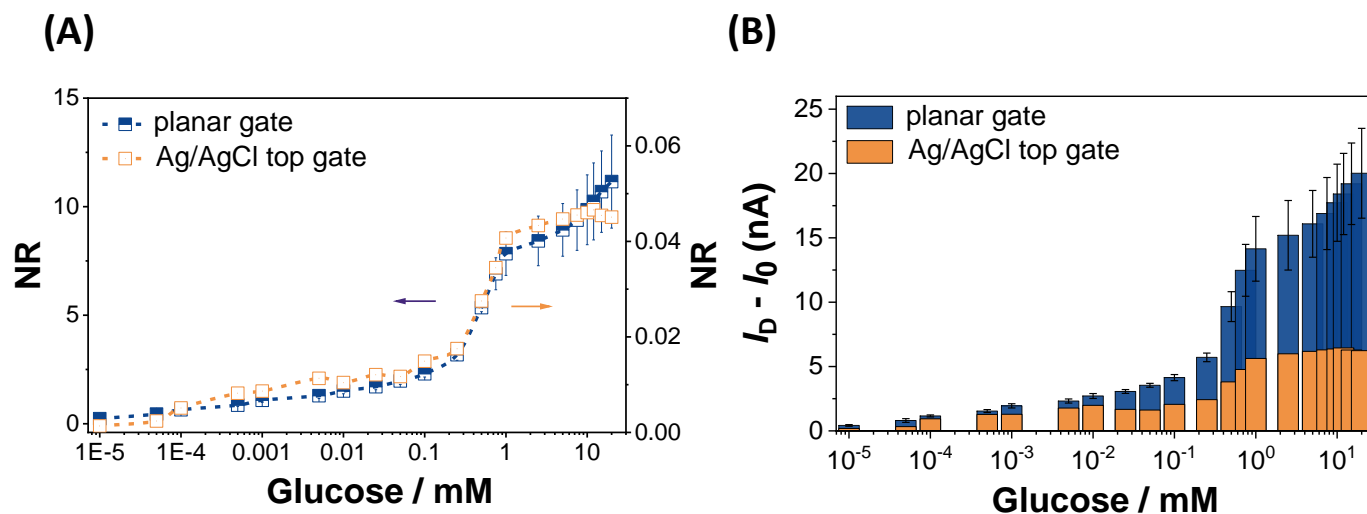 (A)
(B)
15
10
5
0
NR
planar gate
Ag/AgCl top gate
0.06
0.04
0.02
0.00
NR
1E-5 1E-4 0.001 0.01 0.1 1 10
Glucose / mM
25
20
15
10
5
0
I_D - I_0 (nA)
planar gate
Ag/AgCl top gate
10⁻⁵ 10⁻⁴ 10⁻³ 10⁻² 10⁻¹ 10⁰ 10¹
Glucose / mM